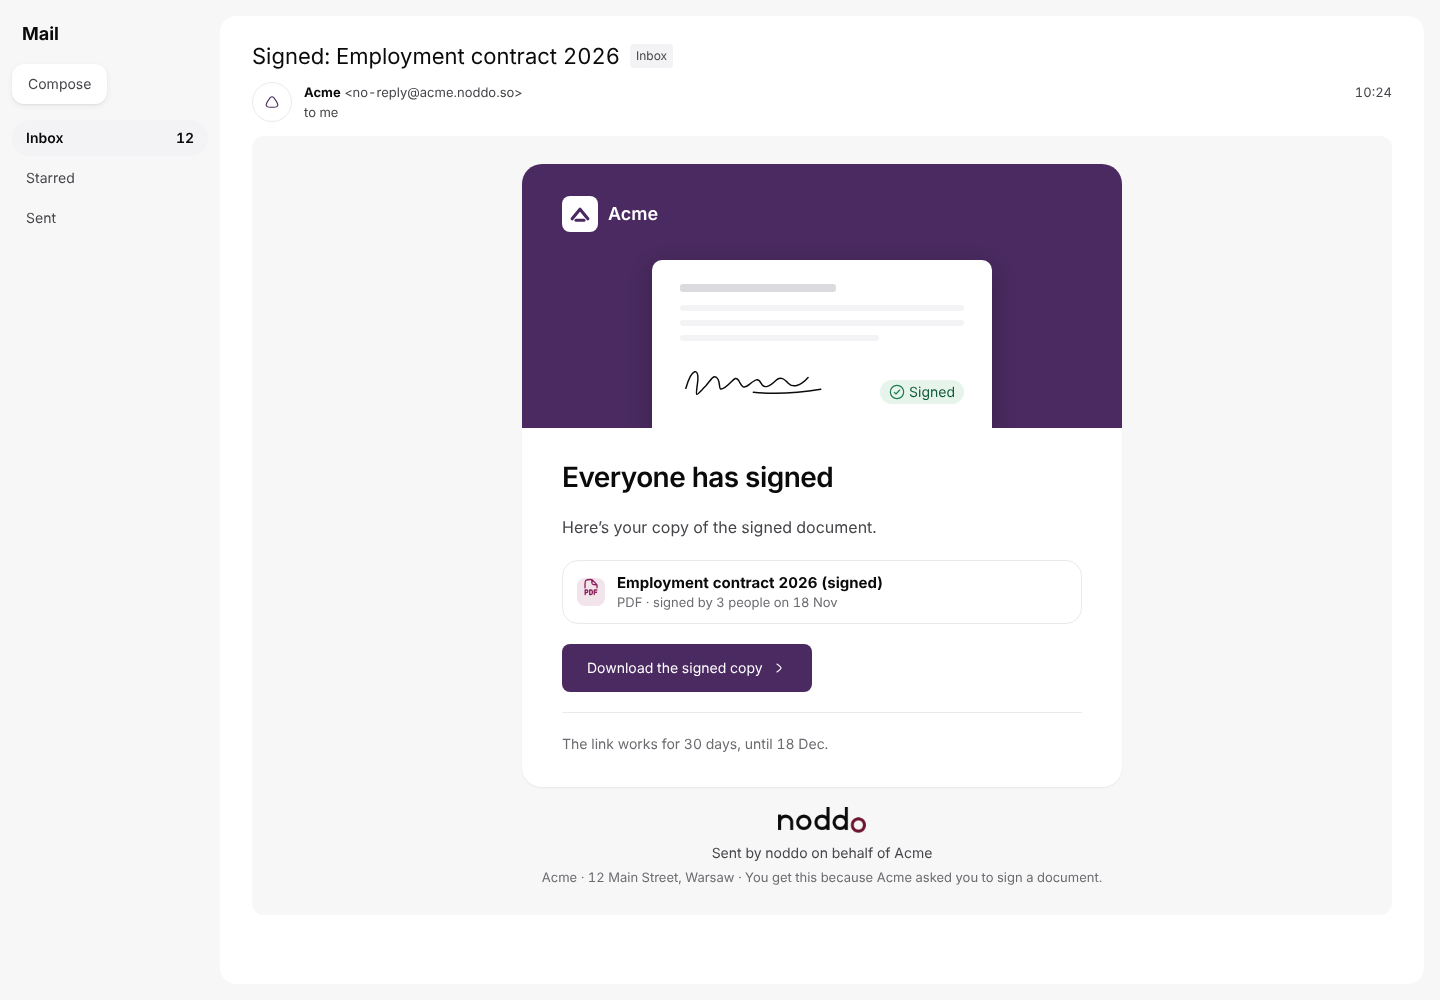 Mail
Compose
Inbox 12
Starred
Sent
Signed: Employment contract 2026 Inbox
Acme <no-reply@acme.noddo.so> 10:24
to me
Acme
Signed
Everyone has signed
Here’s your copy of the signed document.
PDF
Employment contract 2026 (signed)
PDF · signed by 3 people on 18 Nov
Download the signed copy
The link works for 30 days, until 18 Dec.
noddo
Sent by noddo on behalf of Acme
Acme · 12 Main Street, Warsaw · You get this because Acme asked you to sign a document.